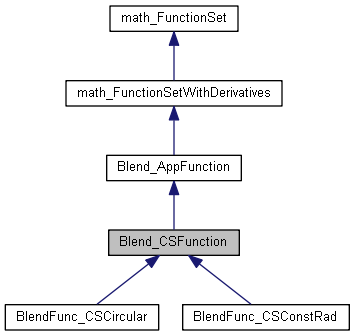 math_FunctionSet
math_FunctionSetWithDerivatives
Blend_AppFunction
Blend_CSFunction
BlendFunc_CSCircular
BlendFunc_CSConstRad